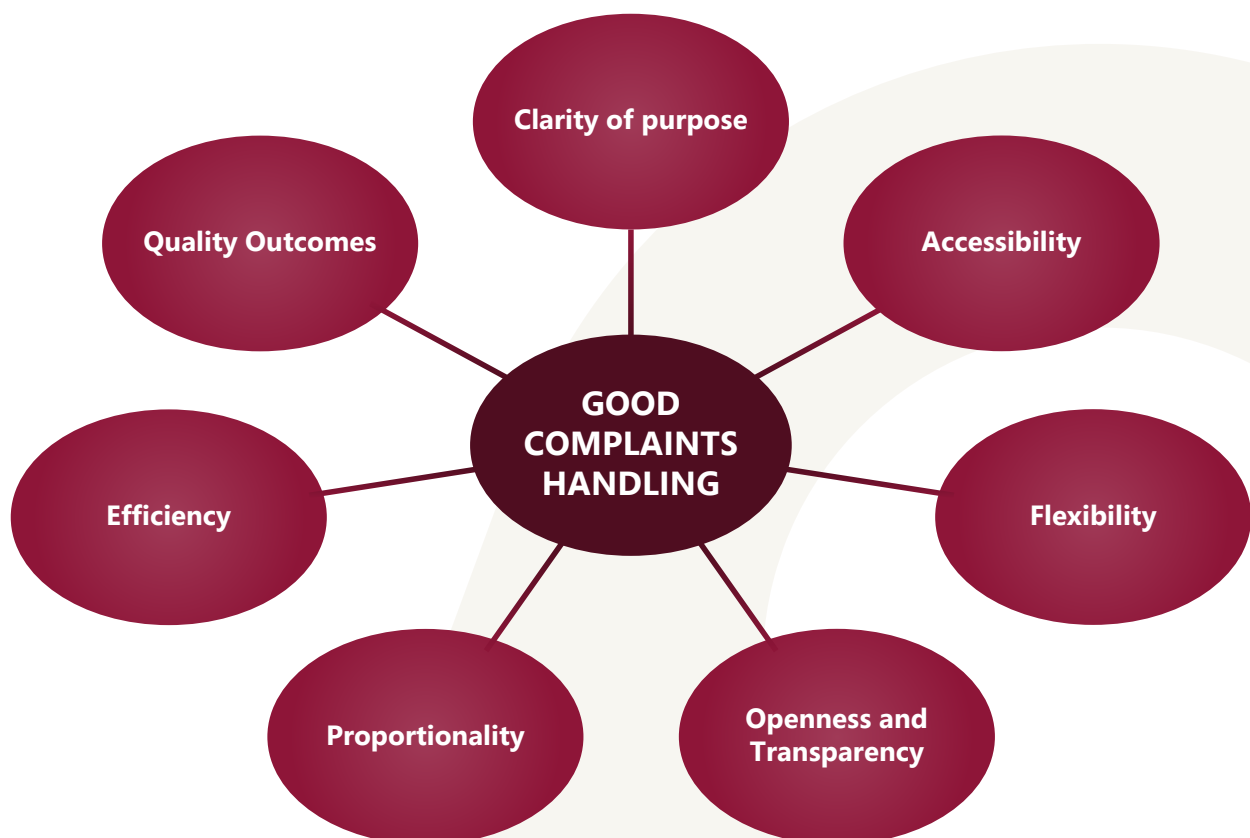 Clarity of purpose
Quality Outcomes
Accessibility
GOOD
COMPLAINTS
HANDLING
Efficiency
Flexibility
Proportionality
Openness and
Transparency